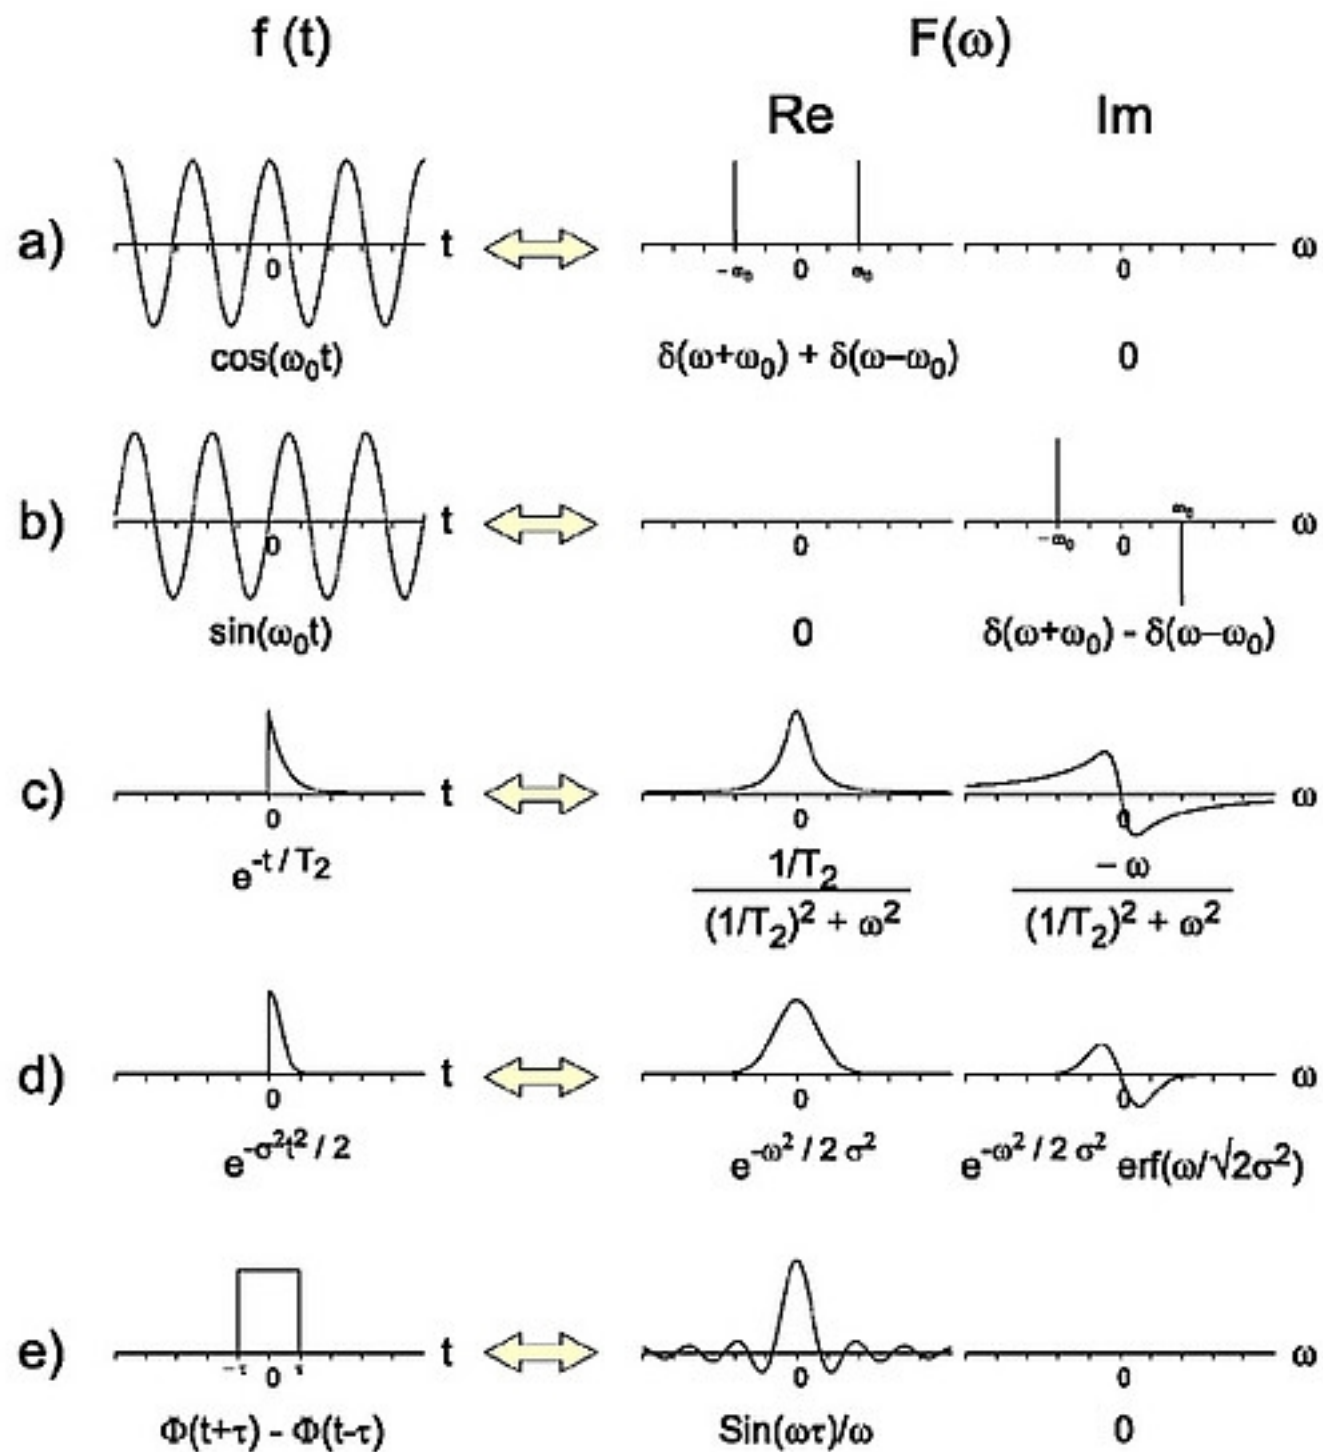 f (t) F(ω)
Re Im
a) t ω
0 -ω₀ 0 ω₀ 0
cos(ω₀t) δ(ω+ω₀) + δ(ω−ω₀) 0
b) t ω₀ ω
0 0 -ω₀ 0
sin(ω₀t) 0 δ(ω+ω₀) - δ(ω−ω₀)
c) t ω
0 0 0
e^-t / T₂ 1/T₂ / (1/T₂)² + ω² − ω / (1/T₂)² + ω²
d) t ω
0 0 0
e^-σ²t² / 2 e^-ω² / 2 σ² e^-ω² / 2 σ² erf(ω/√2σ²)
e) t ω
-τ 0 τ 0 0
Φ(t+τ) - Φ(t-τ) Sin(ωτ)/ω 0